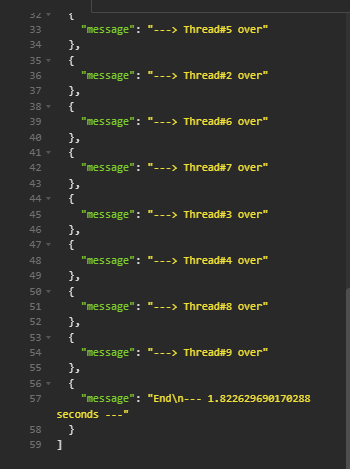 32 {
33 "message": "---> Thread#5 over"
34 },
35 {
36 "message": "---> Thread#2 over"
37 },
38 {
39 "message": "---> Thread#6 over"
40 },
41 {
42 "message": "---> Thread#7 over"
43 },
44 {
45 "message": "---> Thread#3 over"
46 },
47 {
48 "message": "---> Thread#4 over"
49 },
50 {
51 "message": "---> Thread#8 over"
52 },
53 {
54 "message": "---> Thread#9 over"
55 },
56 {
57 "message": "End\n--- 1.822629690170288
seconds ---"
58 }
59 ]